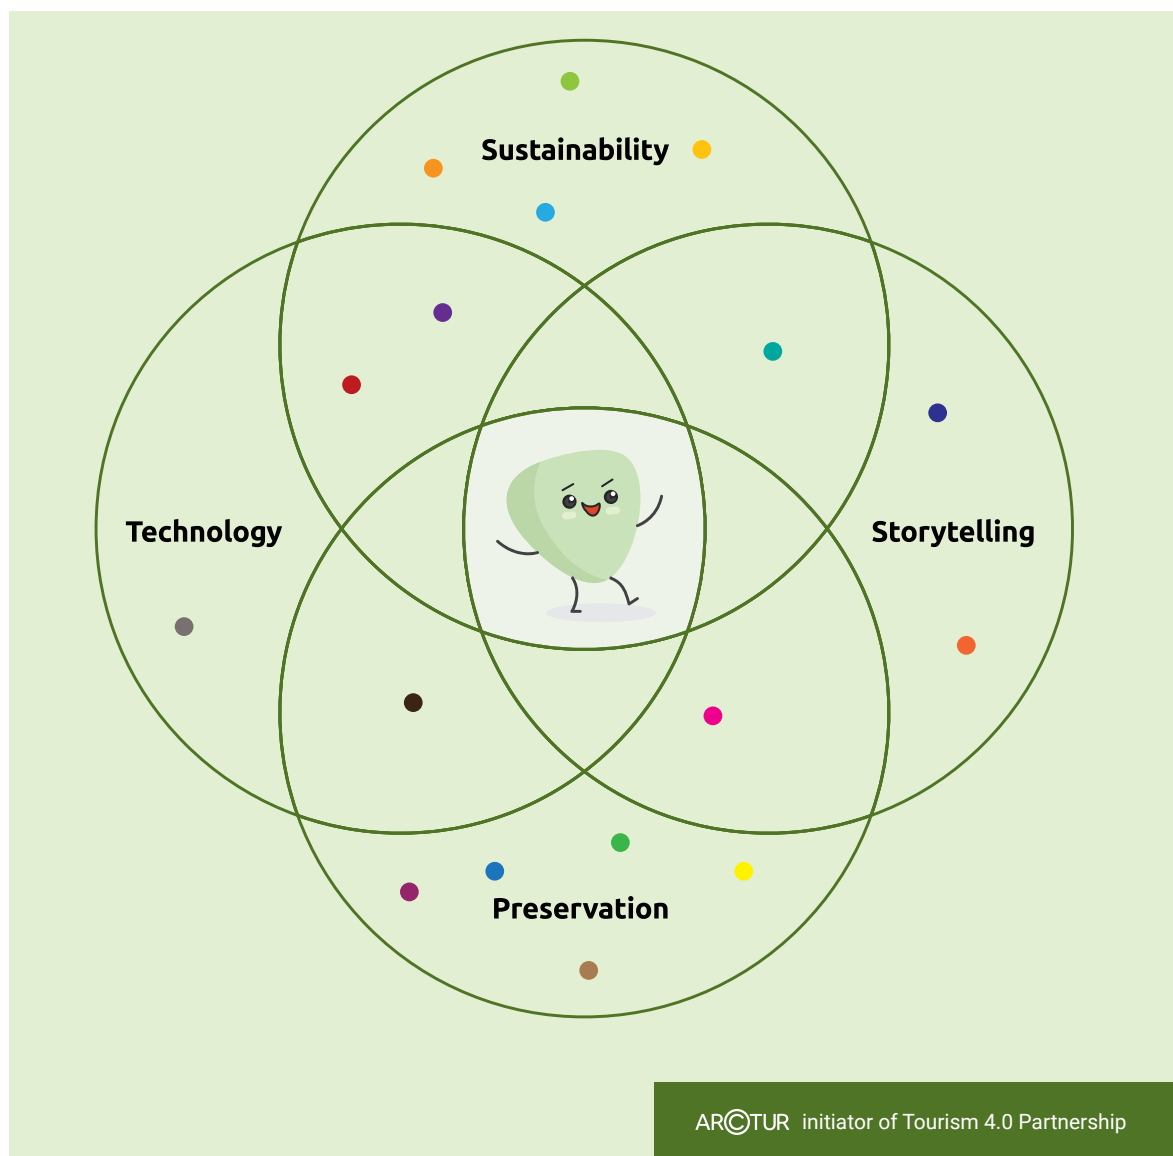 Sustainability
Technology
Storytelling
Preservation
ARCTUR initiator of Tourism 4.0 Partnership